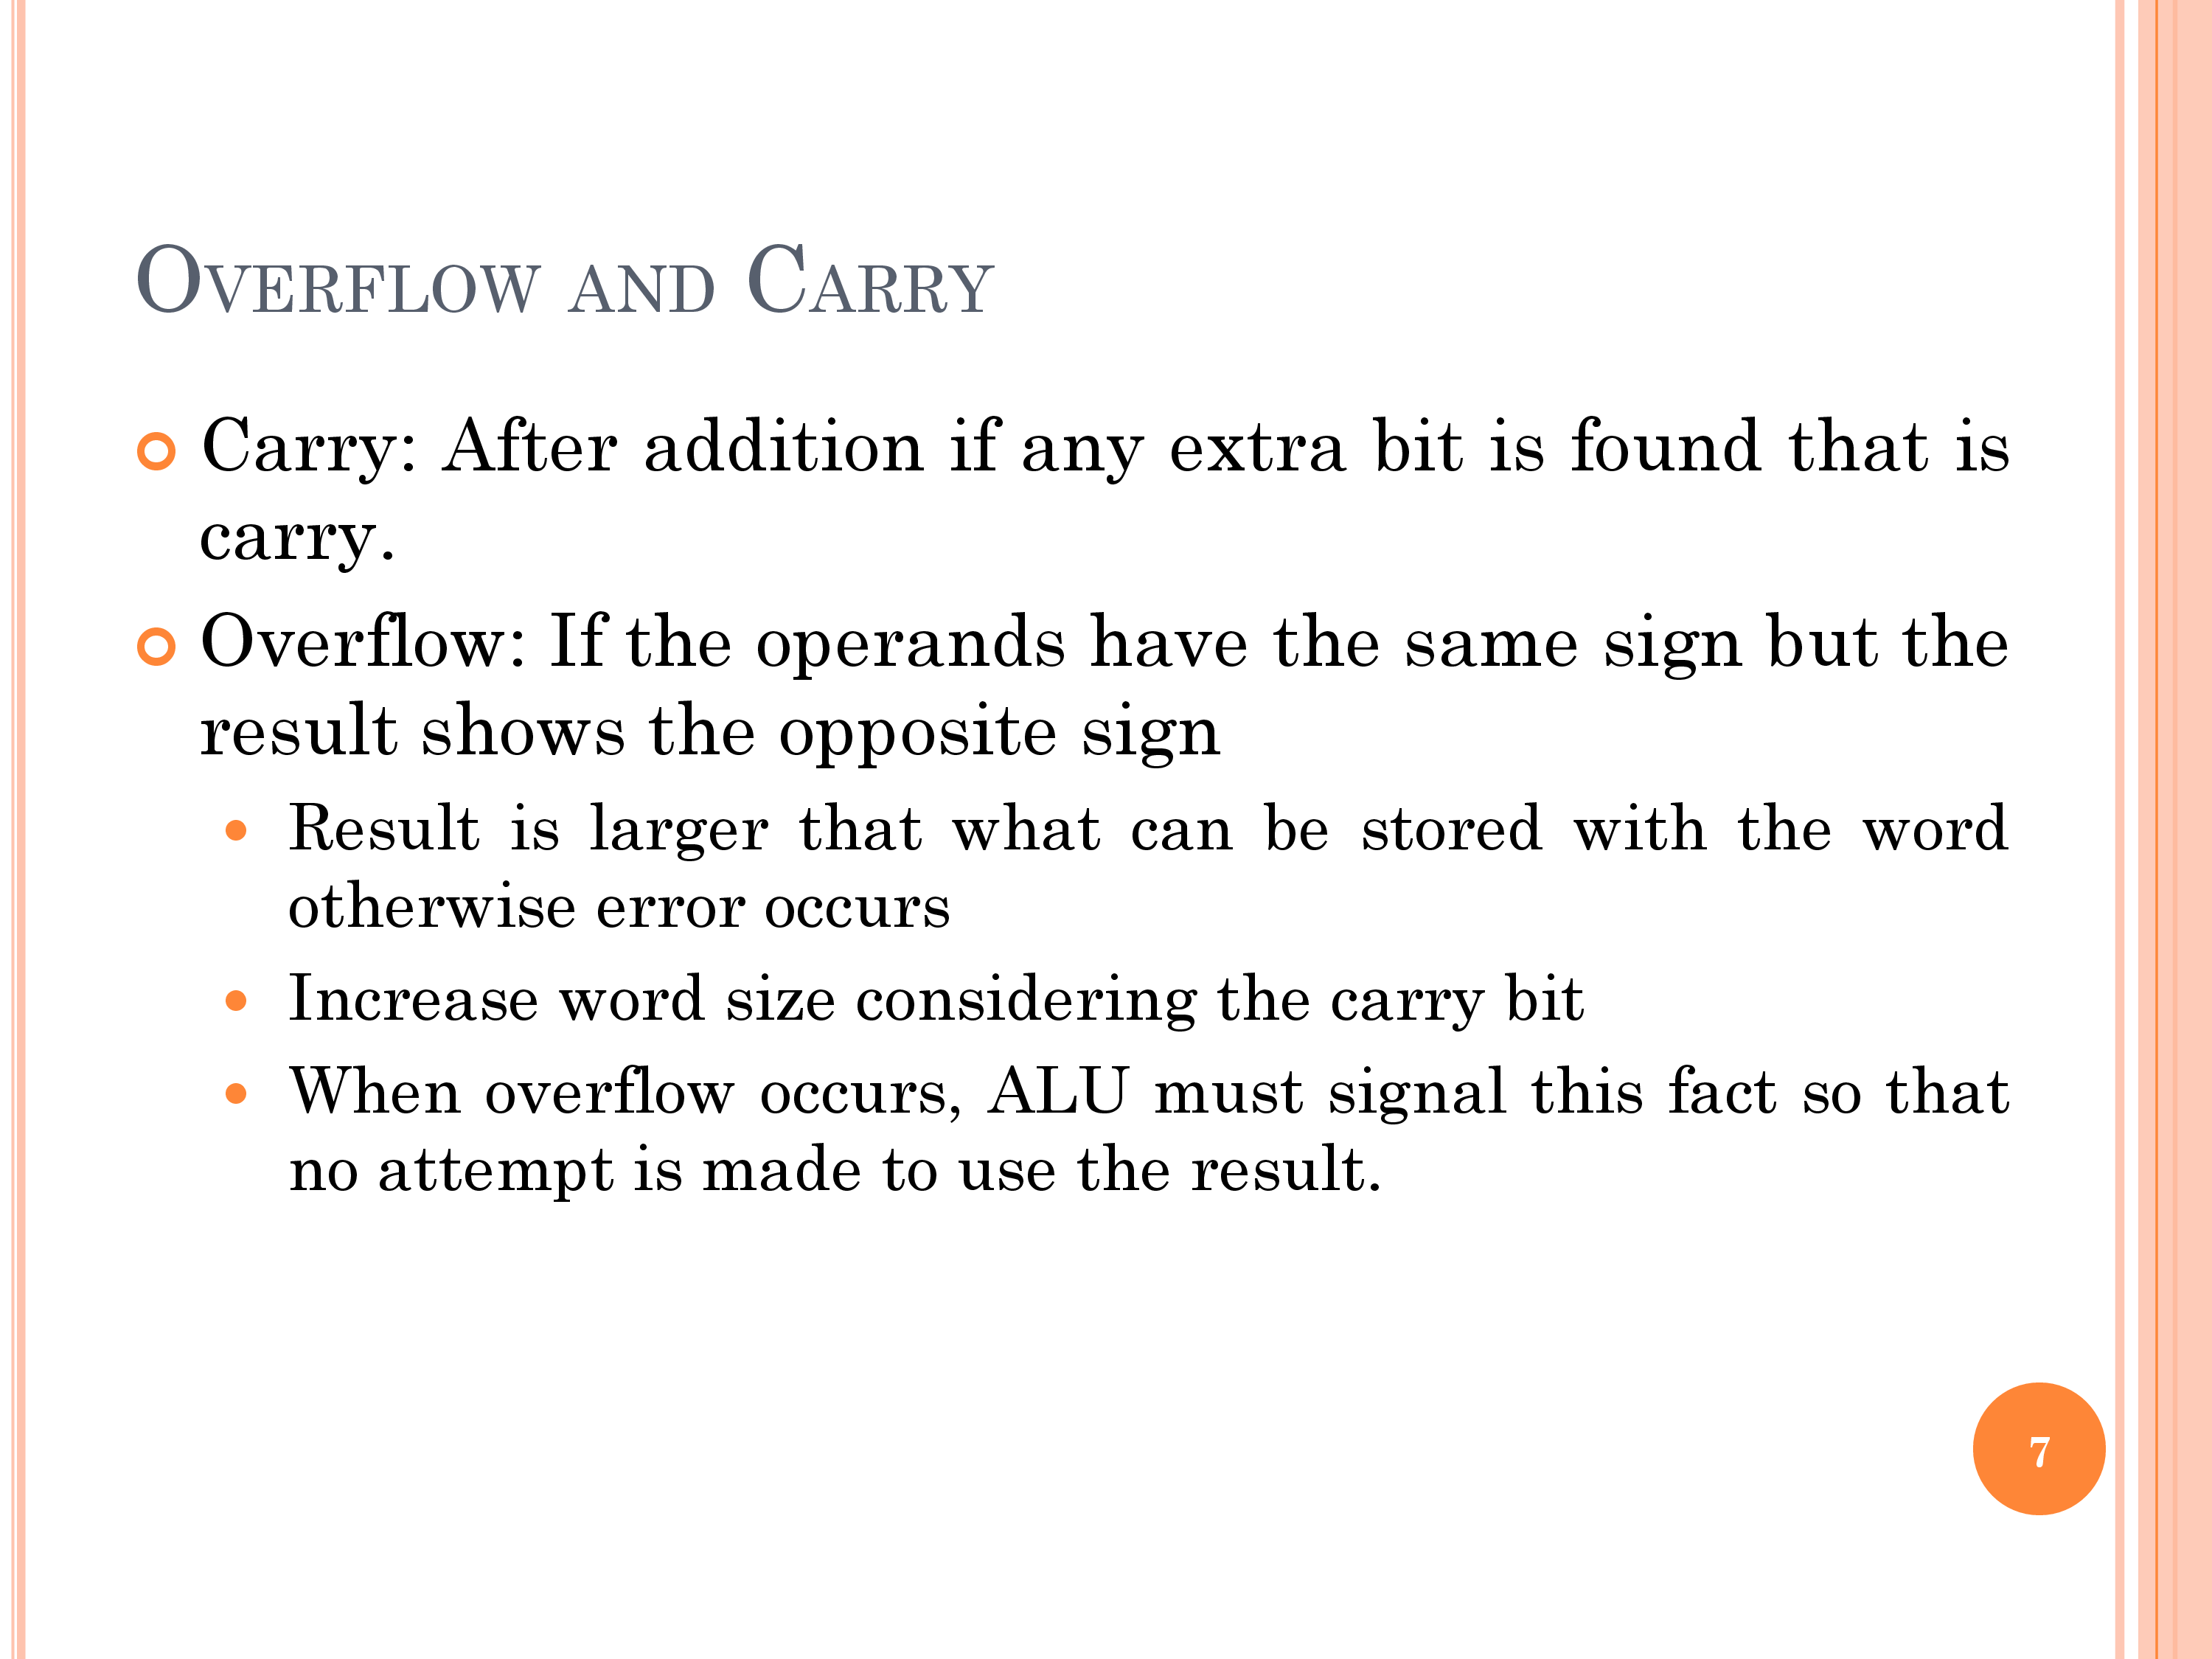 Overflow and Carry
Carry: After addition if any extra bit is found that is
carry.
Overflow: If the operands have the same sign but the
result shows the opposite sign
Result is larger that what can be stored with the word
otherwise error occurs
Increase word size considering the carry bit
When overflow occurs, ALU must signal this fact so that
no attempt is made to use the result.
7